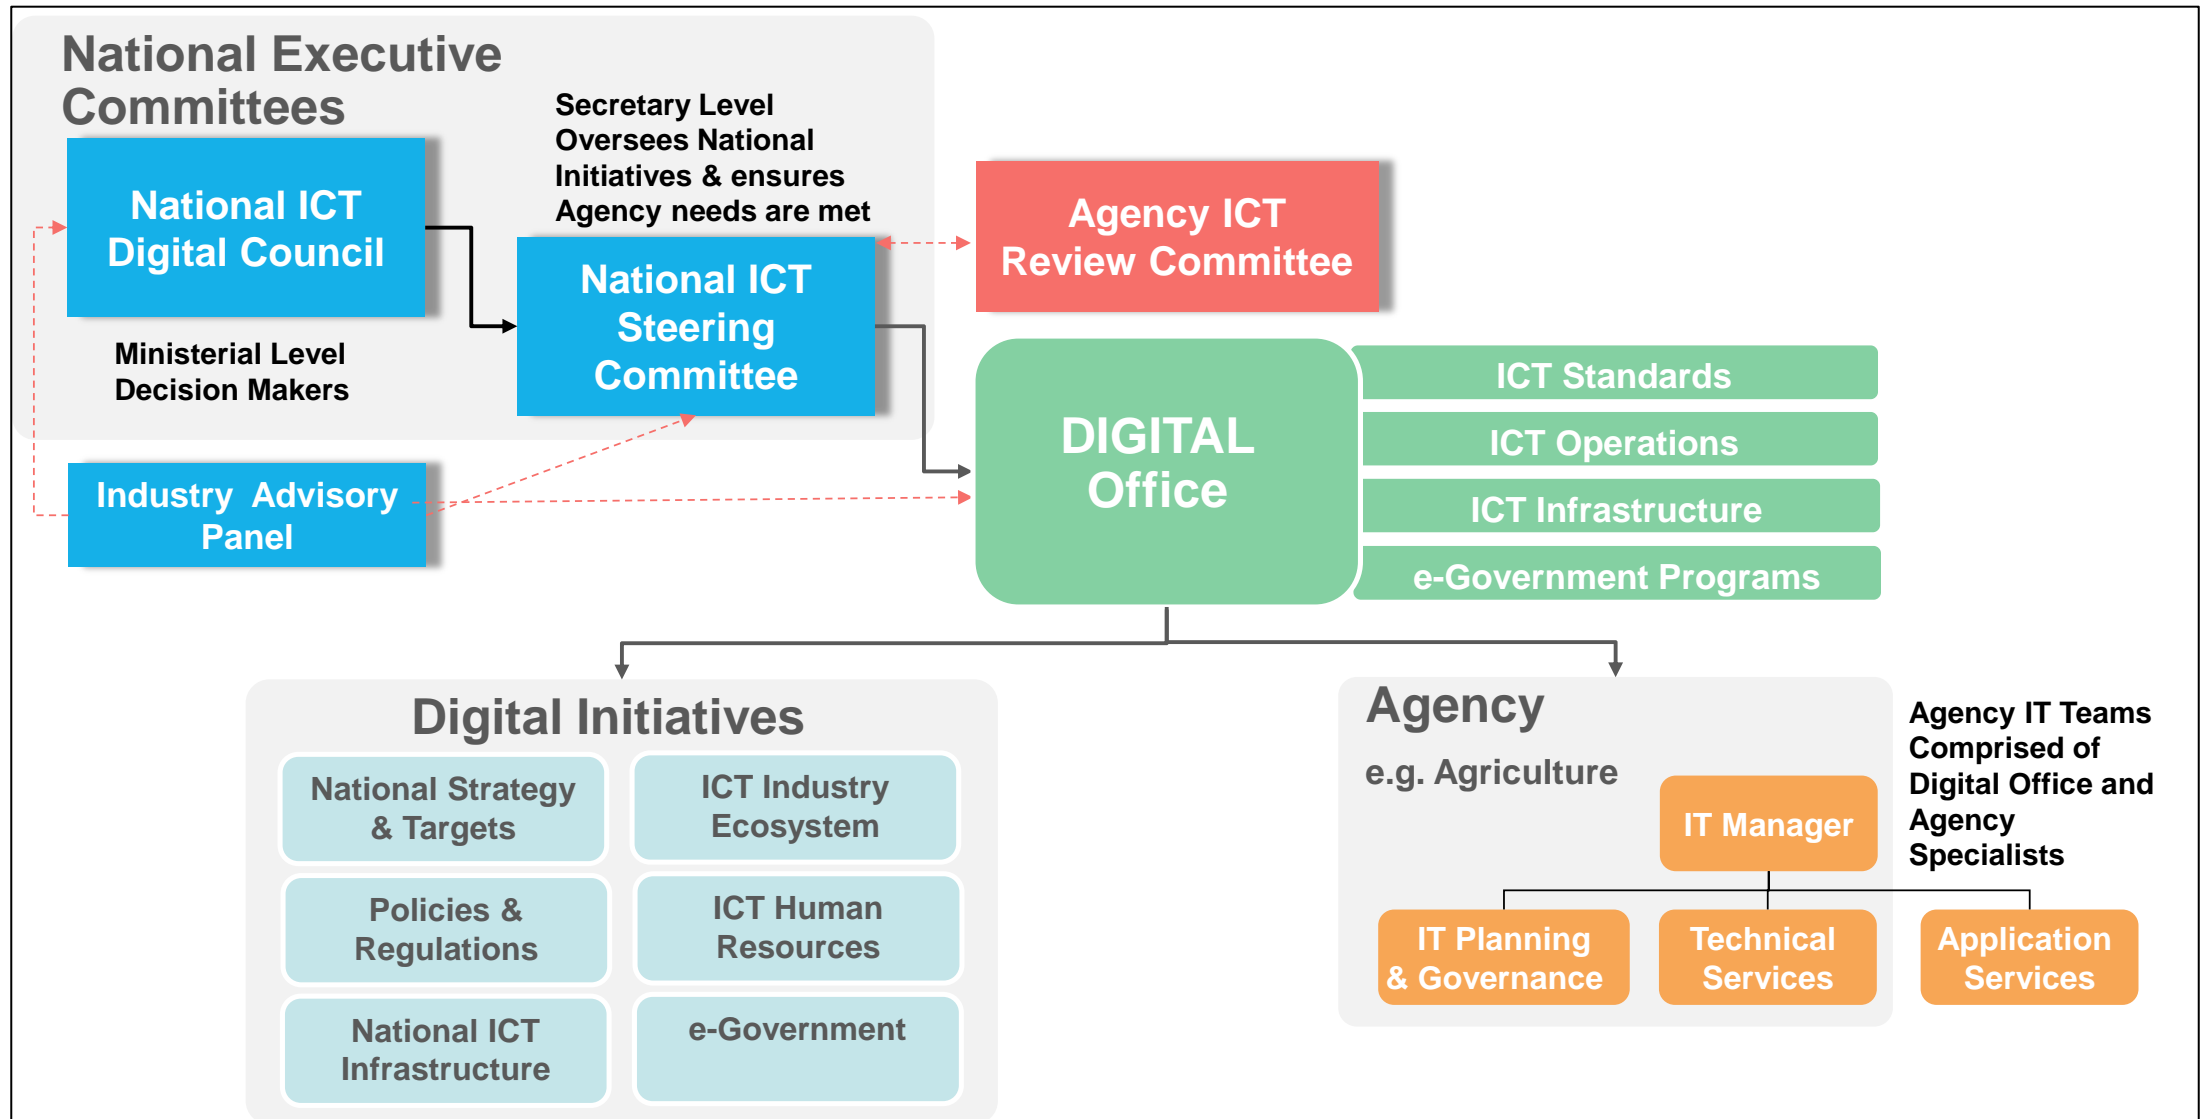 National Executive
Committees
Secretary Level
Oversees National
Initiatives & ensures
Agency needs are met
National ICT
Digital Council
Ministerial Level
Decision Makers
National ICT
Steering
Committee
Agency ICT
Review Committee
Industry Advisory
Panel
DIGITAL
Office
ICT Standards
ICT Operations
ICT Infrastructure
e-Government Programs
Digital Initiatives
National Strategy
& Targets
ICT Industry
Ecosystem
Policies &
Regulations
ICT Human
Resources
National ICT
Infrastructure
e-Government
Agency
e.g. Agriculture
IT Manager
Agency IT Teams
Comprised of
Digital Office and
Agency
Specialists
IT Planning
& Governance
Technical
Services
Application
Services